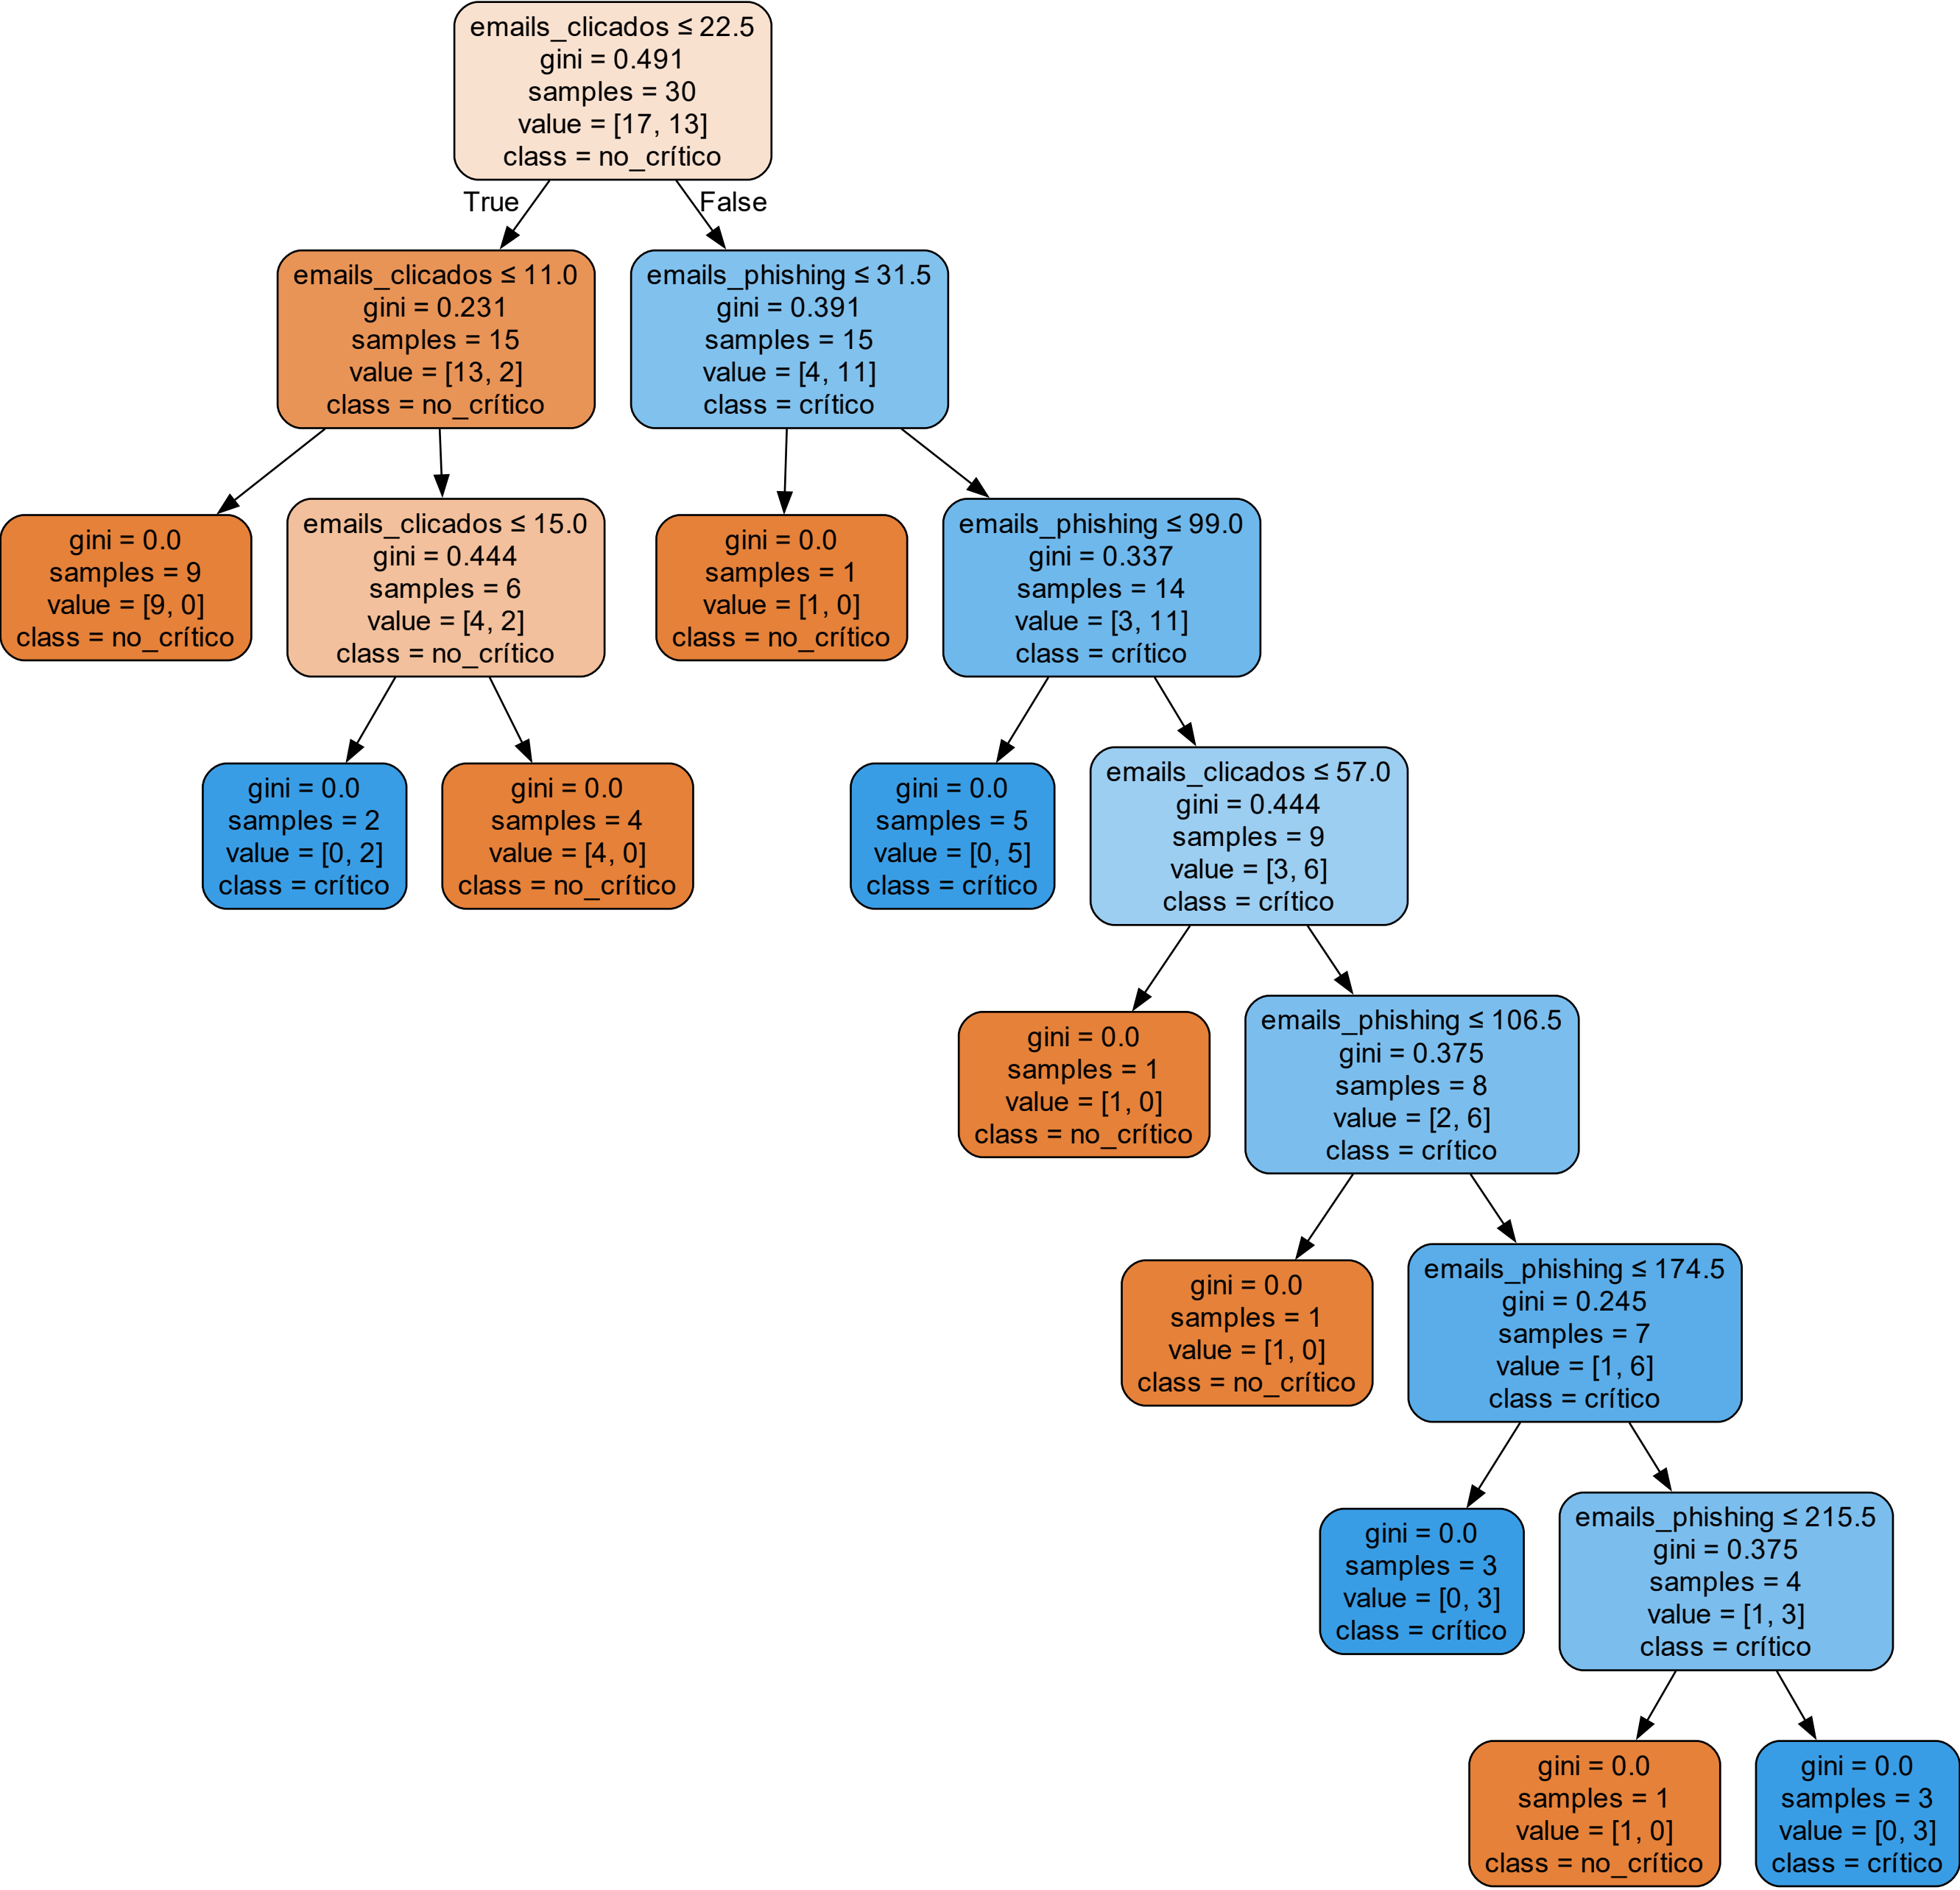 emails_clicados ≤ 22.5
gini = 0.491
samples = 30
value = [17, 13]
class = no_crítico
True
False
emails_clicados ≤ 11.0
gini = 0.231
samples = 15
value = [13, 2]
class = no_crítico
emails_phishing ≤ 31.5
gini = 0.391
samples = 15
value = [4, 11]
class = crítico
gini = 0.0
samples = 9
value = [9, 0]
class = no_crítico
emails_clicados ≤ 15.0
gini = 0.444
samples = 6
value = [4, 2]
class = no_crítico
gini = 0.0
samples = 1
value = [1, 0]
class = no_crítico
emails_phishing ≤ 99.0
gini = 0.337
samples = 14
value = [3, 11]
class = crítico
gini = 0.0
samples = 2
value = [0, 2]
class = crítico
gini = 0.0
samples = 4
value = [4, 0]
class = no_crítico
gini = 0.0
samples = 5
value = [0, 5]
class = crítico
emails_clicados ≤ 57.0
gini = 0.444
samples = 9
value = [3, 6]
class = crítico
gini = 0.0
samples = 1
value = [1, 0]
class = no_crítico
emails_phishing ≤ 106.5
gini = 0.375
samples = 8
value = [2, 6]
class = crítico
gini = 0.0
samples = 1
value = [1, 0]
class = no_crítico
emails_phishing ≤ 174.5
gini = 0.245
samples = 7
value = [1, 6]
class = crítico
gini = 0.0
samples = 3
value = [0, 3]
class = crítico
emails_phishing ≤ 215.5
gini = 0.375
samples = 4
value = [1, 3]
class = crítico
gini = 0.0
samples = 1
value = [1, 0]
class = no_crítico
gini = 0.0
samples = 3
value = [0, 3]
class = crítico